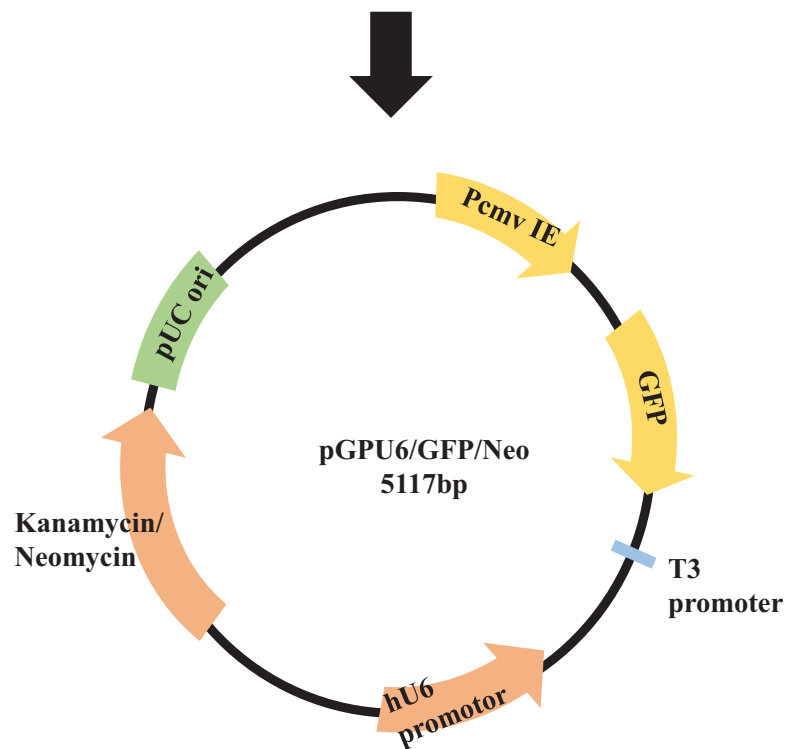 Pcmv IE
pUC ori
GFP
pGPU6/GFP/Neo
5117bp
Kanamycin/
Neomycin
T3
promoter
hU6
promotor